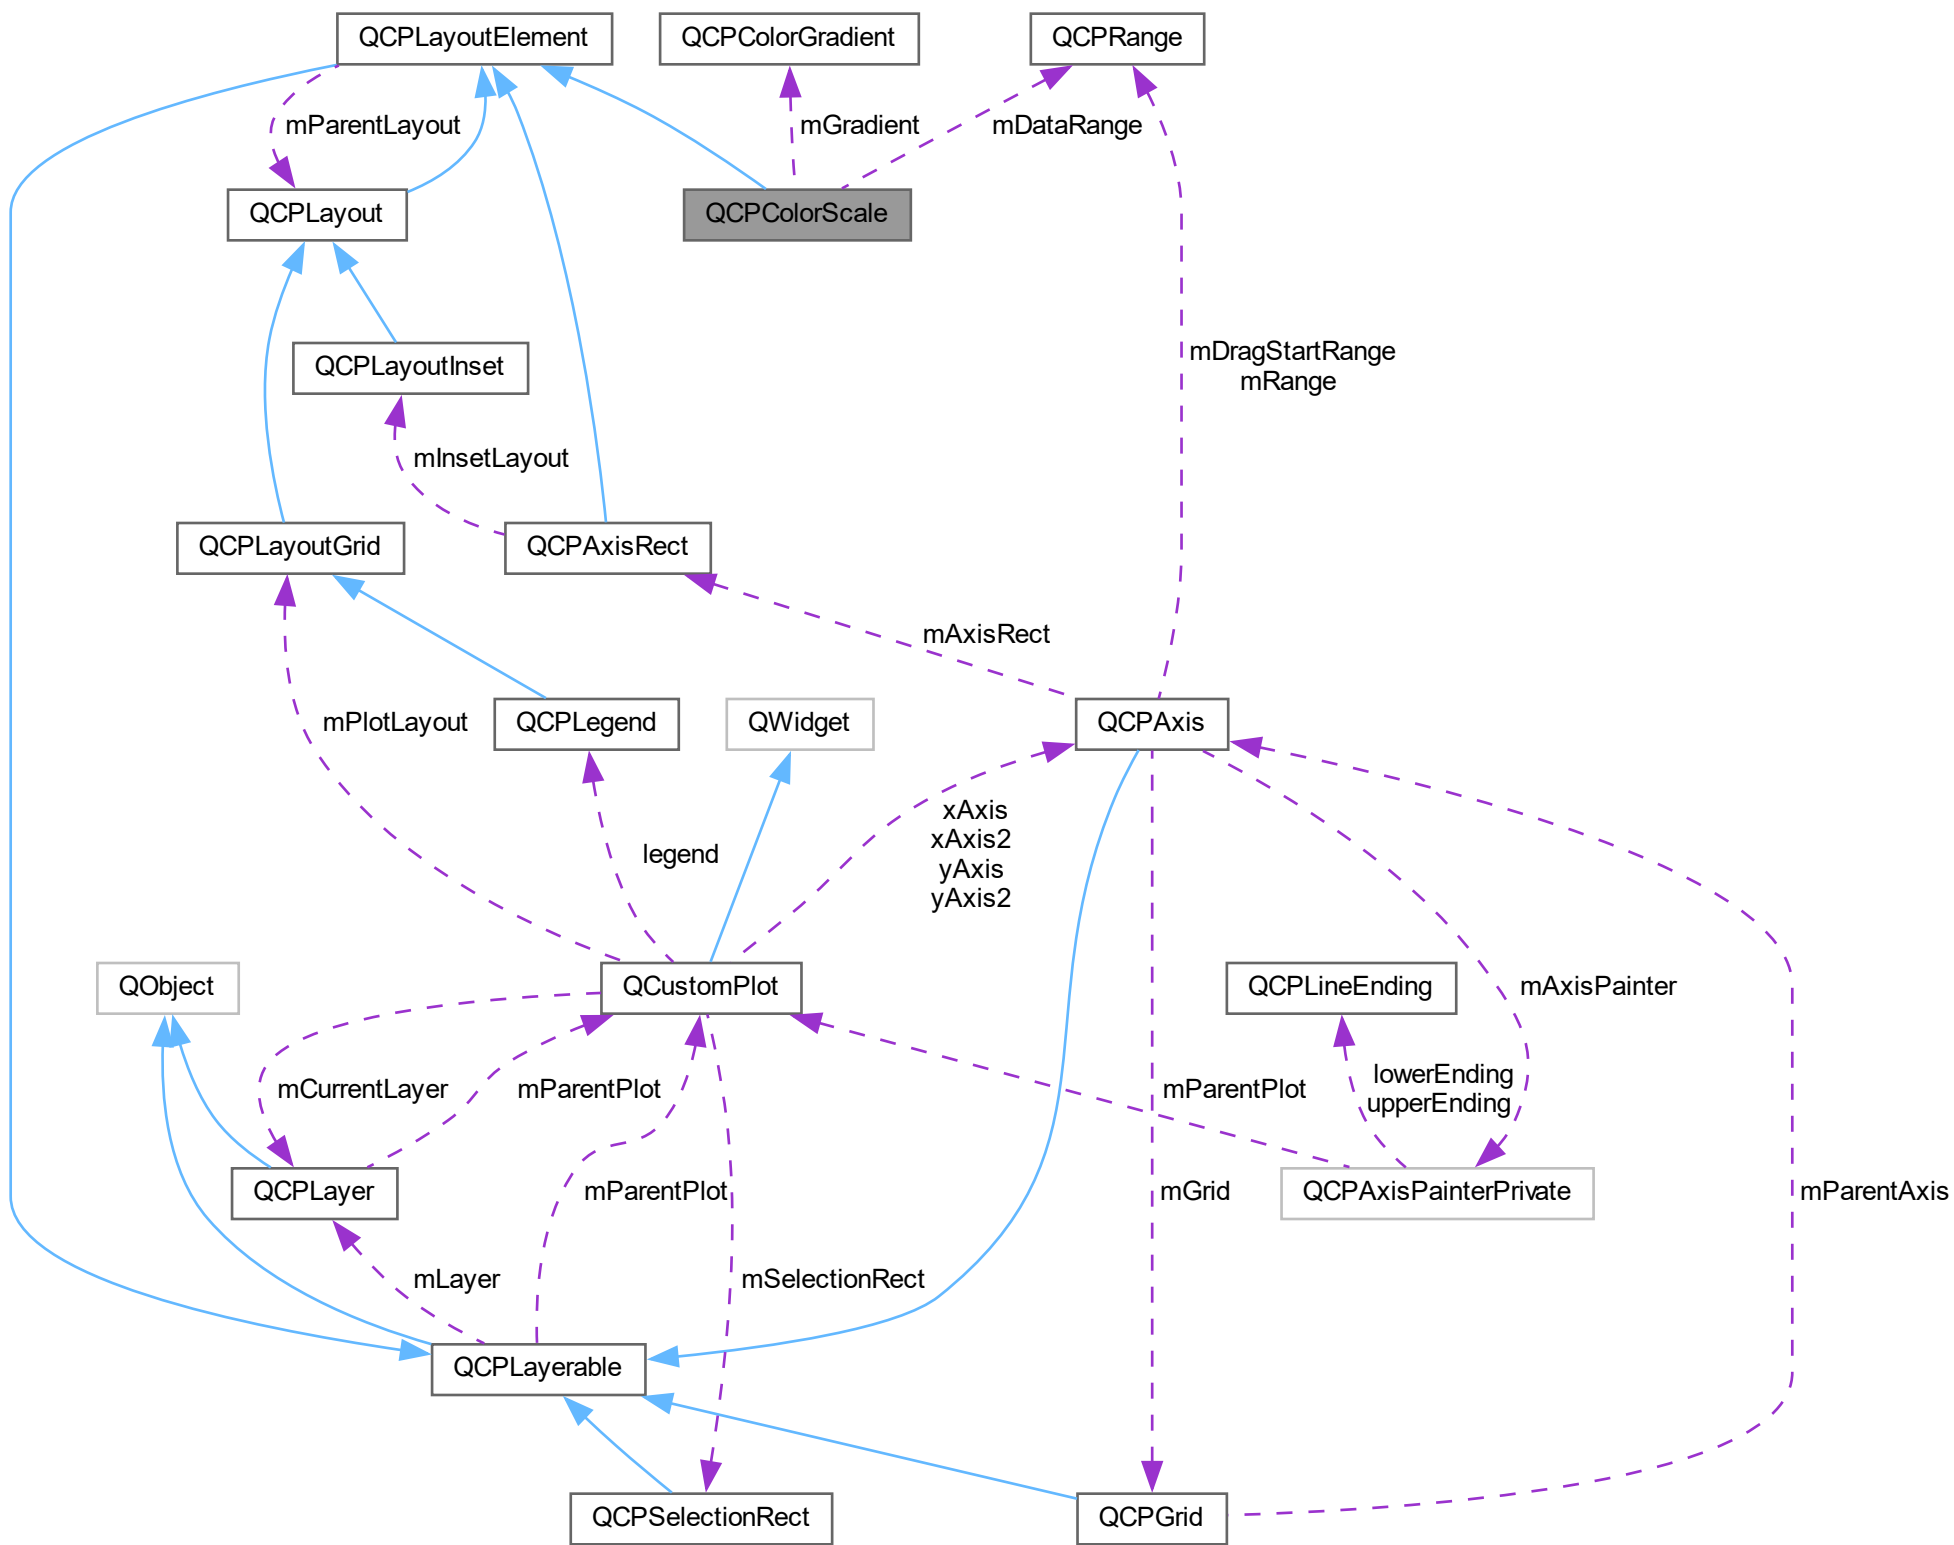 QCPLayoutElement
QCPColorGradient
QCPRange
mParentLayout
mGradient
mDataRange
QCPLayout
QCPColorScale
QCPLayoutInset
mDragStartRange
mRange
mInsetLayout
QCPLayoutGrid
QCPAxisRect
mAxisRect
mPlotLayout
QCPLegend
QWidget
QCPAxis
legend
xAxis
xAxis2
yAxis
yAxis2
QObject
QCustomPlot
QCPLineEnding
mAxisPainter
mCurrentLayer
mParentPlot
mParentPlot
lowerEnding
upperEnding
QCPLayer
mParentPlot
mGrid
QCPAxisPainterPrivate
mParentAxis
mLayer
mSelectionRect
QCPLayerable
QCPSelectionRect
QCPGrid